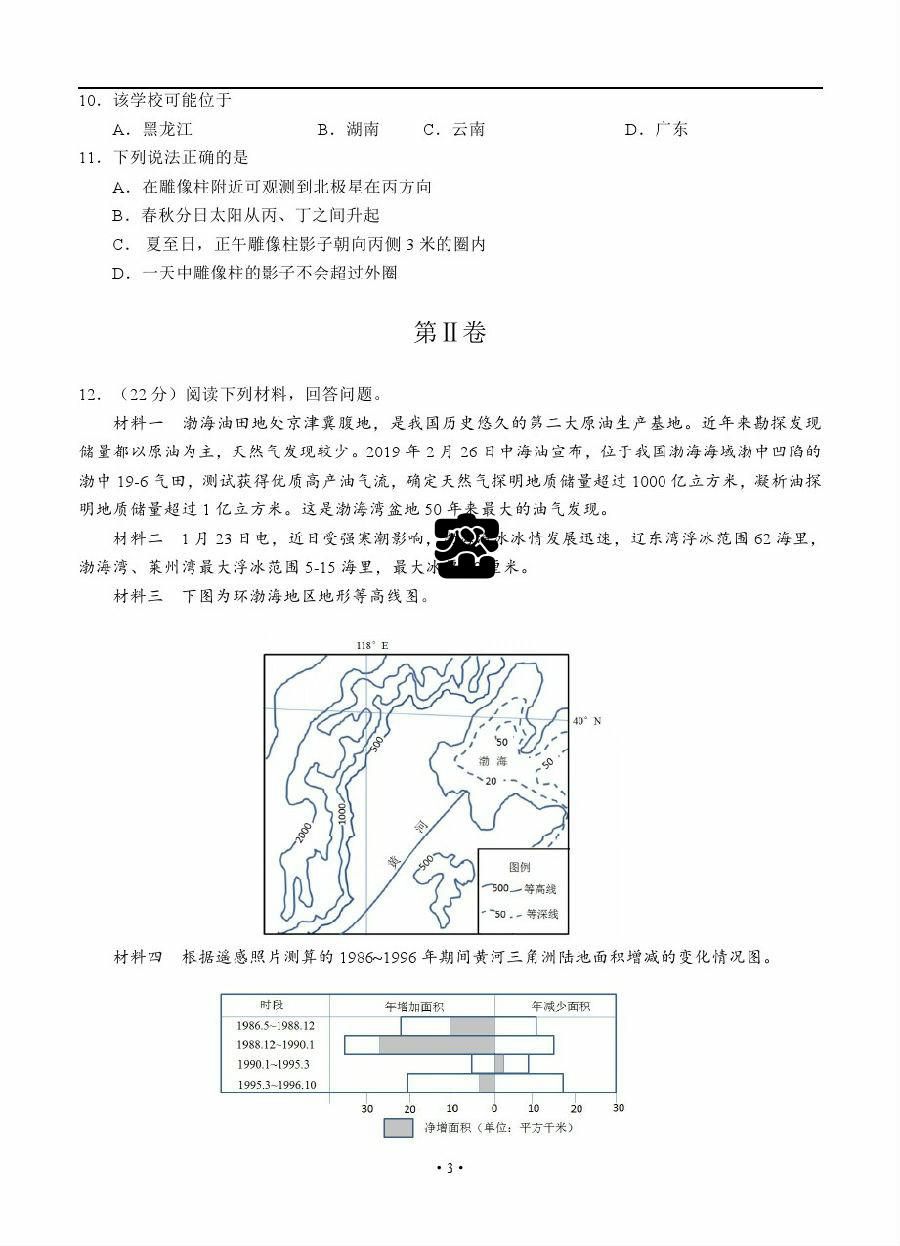 10．该学校可能位于
A．黑龙江 B．湖南 C．云南 D．广东
11．下列说法正确的是
A．在雕像柱附近可观测到北极星在丙方向
B．春秋分日太阳从丙、丁之间升起
C． 夏至日，正午雕像柱影子朝向丙侧 3 米的圈内
D．一天中雕像柱的影子不会超过外圈
第Ⅱ卷
12．（22 分）阅读下列材料，回答问题。
材料一 渤海油田地处京津冀腹地，是我国历史悠久的第二大原油生产基地。近年来勘探发现
储量都以原油为主，天然气发现较少。2019 年 2 月 26 日中海油宣布，位于我国渤海海域渤中凹陷的
渤中 19-6 气田，测试获得优质高产油气流，确定天然气探明地质储量超过 1000 亿立方米，凝析油探
明地质储量超过 1 亿立方米。这是渤海湾盆地 50 年来最大的油气发现。
材料二 1 月 23 日电，近日受强寒潮影响， 冰冰情发展迅速，辽东湾浮冰范围 62 海里，
渤海湾、莱州湾最大浮冰范围 5-15 海里，最大冰 厘米。
材料三 下图为环渤海地区地形等高线图。
118° E
40° N
500
50
渤 海
50
20
1000
2000
黄 河
500
图例
500 等高线
50 等深线
材料四 根据遥感照片测算的 1986~1996 年期间黄河三角洲陆地面积增减的变化情况图。
时段 年增加面积 年减少面积
1986.5~1988.12
1988.12~1990.1
1990.1~1995.3
1995.3~1996.10
30 20 10 0 10 20 30
净增面积（单位：平方千米）
• 3 •